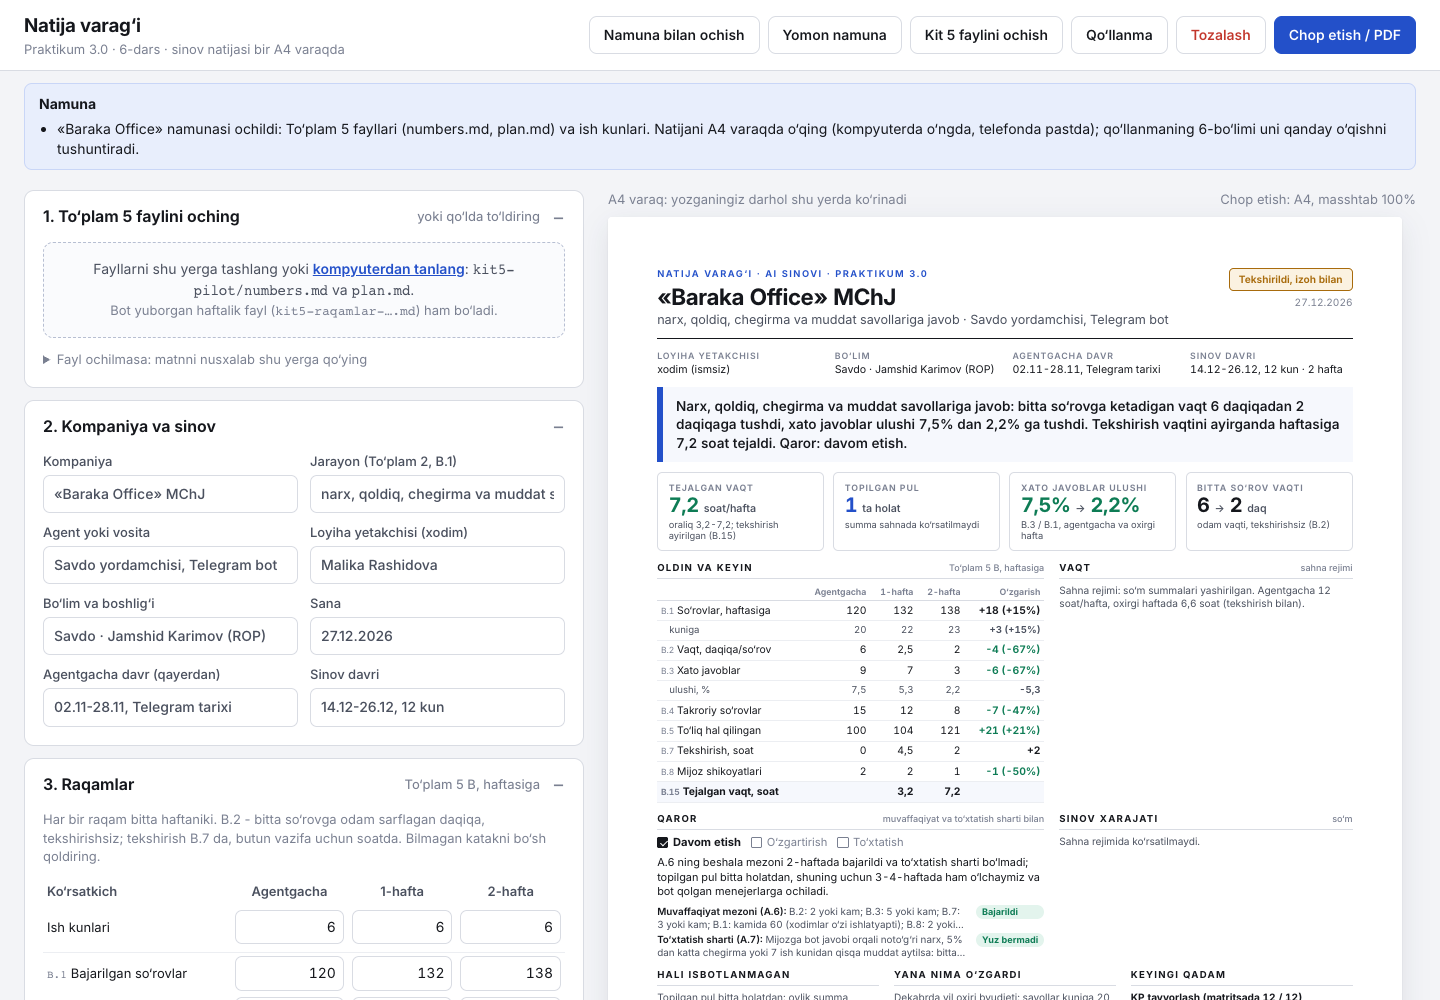 Natija varag‘i
Praktikum 3.0 · 6-dars · sinov natijasi bir A4 varaqda
Namuna bilan ochish
Yomon namuna
Kit 5 faylini ochish
Qo‘llanma
Tozalash
Chop etish / PDF
Namuna
• «Baraka Office» namunasi ochildi: To‘plam 5 fayllari (numbers.md, plan.md) va ish kunlari. Natijani A4 varaqda o‘qing (kompyuterda o‘ngda, telefonda pastda); qo‘llanmaning 6-bo‘limi uni qanday o‘qishni
tushuntiradi.
1. To‘plam 5 faylini oching
yoki qo‘lda to‘ldiring –
Fayllarni shu yerga tashlang yoki kompyuterdan tanlang: kit5-
pilot/numbers.md va plan.md.
Bot yuborgan haftalik fayl (kit5-raqamlar-….md) ham bo‘ladi.
▶ Fayl ochilmasa: matnni nusxalab shu yerga qo‘ying
2. Kompaniya va sinov –
Kompaniya
Jarayon (To‘plam 2, B.1)
«Baraka Office» MChJ
narx, qoldiq, chegirma va muddat s
Agent yoki vosita
Loyiha yetakchisi (xodim)
Savdo yordamchisi, Telegram bot
Malika Rashidova
Bo‘lim va boshlig‘i
Sana
Savdo · Jamshid Karimov (ROP)
27.12.2026
Agentgacha davr (qayerdan)
Sinov davri
02.11-28.11, Telegram tarixi
14.12-26.12, 12 kun
3. Raqamlar
To‘plam 5 B, haftasiga –
Har bir raqam bitta haftaniki. B.2 - bitta so‘rovga odam sarflagan daqiqa,
tekshirishsiz; tekshirish B.7 da, butun vazifa uchun soatda. Bilmagan katakni bo‘sh
qoldiring.
Ko‘rsatkich Agentgacha 1-hafta 2-hafta
Ish kunlari 6 6 6
B.1 Bajarilgan so‘rovlar 120 132 138
A4 varaq: yozganingiz darhol shu yerda ko‘rinadi
Chop etish: A4, masshtab 100%
NATIJA VARAG‘I · AI SINOVI · PRAKTIKUM 3.0
Tekshirildi, izoh bilan
«Baraka Office» MChJ
27.12.2026
narx, qoldiq, chegirma va muddat savollariga javob · Savdo yordamchisi, Telegram bot
LOYIHA YETAKCHISI
BO‘LIM
AGENTGACHA DAVR
SINOV DAVRI
xodim (ismsiz)
Savdo · Jamshid Karimov (ROP)
02.11-28.11, Telegram tarixi
14.12-26.12, 12 kun · 2 hafta
Narx, qoldiq, chegirma va muddat savollariga javob: bitta so‘rovga ketadigan vaqt 6 daqiqadan 2
daqiqaga tushdi, xato javoblar ulushi 7,5% dan 2,2% ga tushdi. Tekshirish vaqtini ayirganda haftasiga
7,2 soat tejaldi. Qaror: davom etish.
TEJALGAN VAQT
7,2 soat/hafta
oraliq 3,2-7,2; tekshirish
ayirilgan (B.15)
TOPILGAN PUL
1 ta holat
summa sahnada ko‘rsatilmaydi
XATO JAVOBLAR ULUSHI
7,5% → 2,2%
B.3 / B.1, agentgacha va oxirgi
hafta
BITTA SO‘ROV VAQTI
6 → 2 daq
odam vaqti, tekshirishsiz (B.2)
OLDIN VA KEYIN
To‘plam 5 B, haftasiga
Agentgacha 1-hafta 2-hafta O‘zgarish
B.1 So‘rovlar, haftasiga 120 132 138 +18 (+15%)
kuniga 20 22 23 +3 (+15%)
B.2 Vaqt, daqiqa/so‘rov 6 2,5 2 -4 (-67%)
B.3 Xato javoblar 9 7 3 -6 (-67%)
ulushi, % 7,5 5,3 2,2 -5,3
B.4 Takroriy so‘rovlar 15 12 8 -7 (-47%)
B.5 To‘liq hal qilingan 100 104 121 +21 (+21%)
B.7 Tekshirish, soat 0 4,5 2 +2
B.8 Mijoz shikoyatlari 2 2 1 -1 (-50%)
B.15 Tejalgan vaqt, soat 3,2 7,2
VAQT
sahna rejimi
Sahna rejimi: so‘m summalari yashirilgan. Agentgacha 12
soat/hafta, oxirgi haftada 6,6 soat (tekshirish bilan).
QAROR
muvaffaqiyat va to‘xtatish sharti bilan
Davom etish
O‘zgartirish
To‘xtatish
A.6 ning beshala mezoni 2-haftada bajarildi va to‘xtatish sharti bo‘lmadi;
topilgan pul bitta holatdan, shuning uchun 3-4-haftada ham o‘lchaymiz va
bot qolgan menejerlarga ochiladi.
Muvaffaqiyat mezoni (A.6): B.2: 2 yoki kam; B.3: 5 yoki kam; B.7:
3 yoki kam; B.1: kamida 60 (xodimlar o‘zi ishlatyapti); B.8: 2 yoki…
Bajarildi
To‘xtatish sharti (A.7): Mijozga bot javobi orqali noto‘g‘ri narx, 5%
dan katta chegirma yoki 7 ish kunidan qisqa muddat aytilsa: bitta…
Yuz bermadi
SINOV XARAJATI
so‘m
Sahna rejimida ko‘rsatilmaydi.
HALI ISBOTLANMAGAN
YANA NIMA O‘ZGARDI
KEYINGI QADAM
Topilgan pul bitta holatdan; oylik summa
Dekabrda yil oxiri byudjeti: savollar kuniga 20
KP tayyorlash (matritsada 12 / 12)